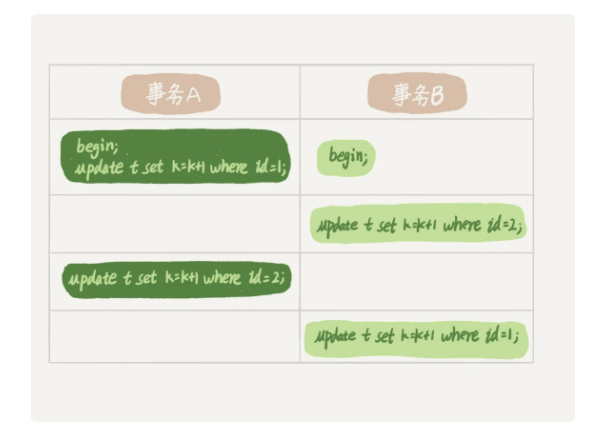 事务A
事务B
begin;
update t set k=k+1 where id=1;
begin;
update t set k=k+1 where id=2;
update t set k=k+1 where id=2;
update t set k=k+1 where id=1;